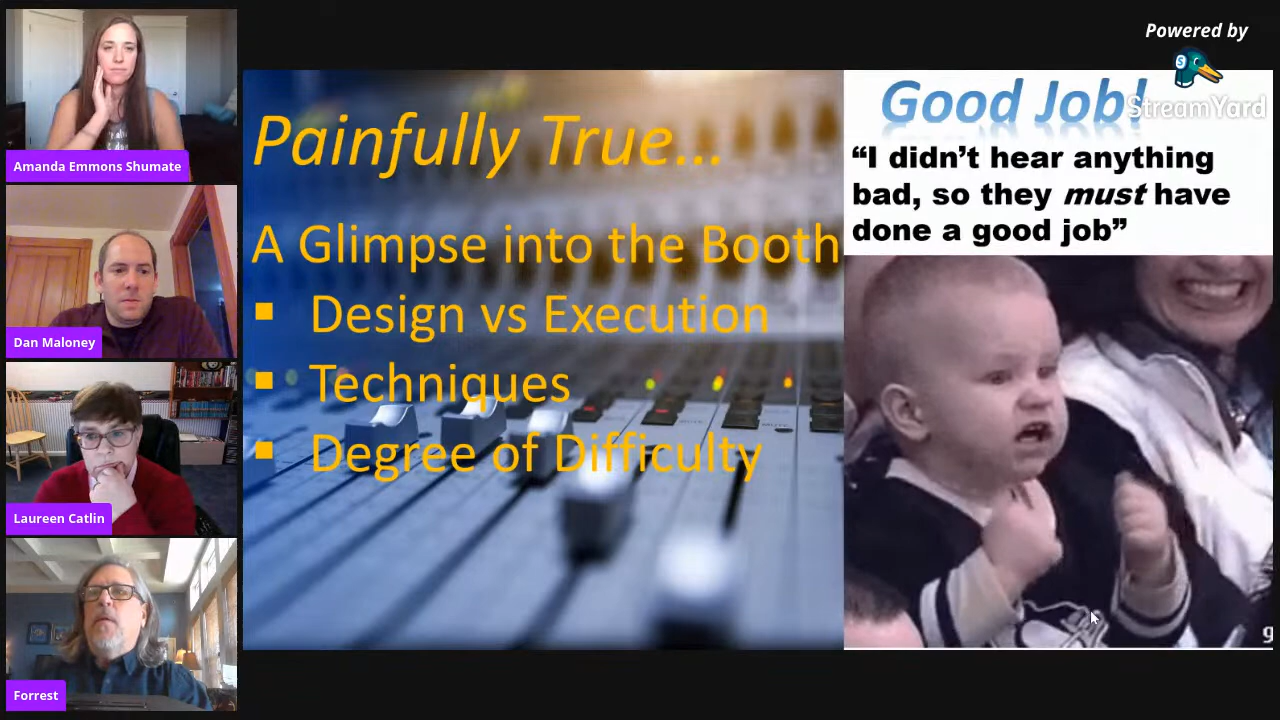 Powered by
StreamYard
Amanda Emmons Shumate
Dan Maloney
Laureen Catlin
Forrest
Painfully True...
A Glimpse into the Booth
▪ Design vs Execution
▪ Techniques
▪ Degree of Difficulty
Good Job!
“I didn’t hear anything
bad, so they must have
done a good job”
MUTE